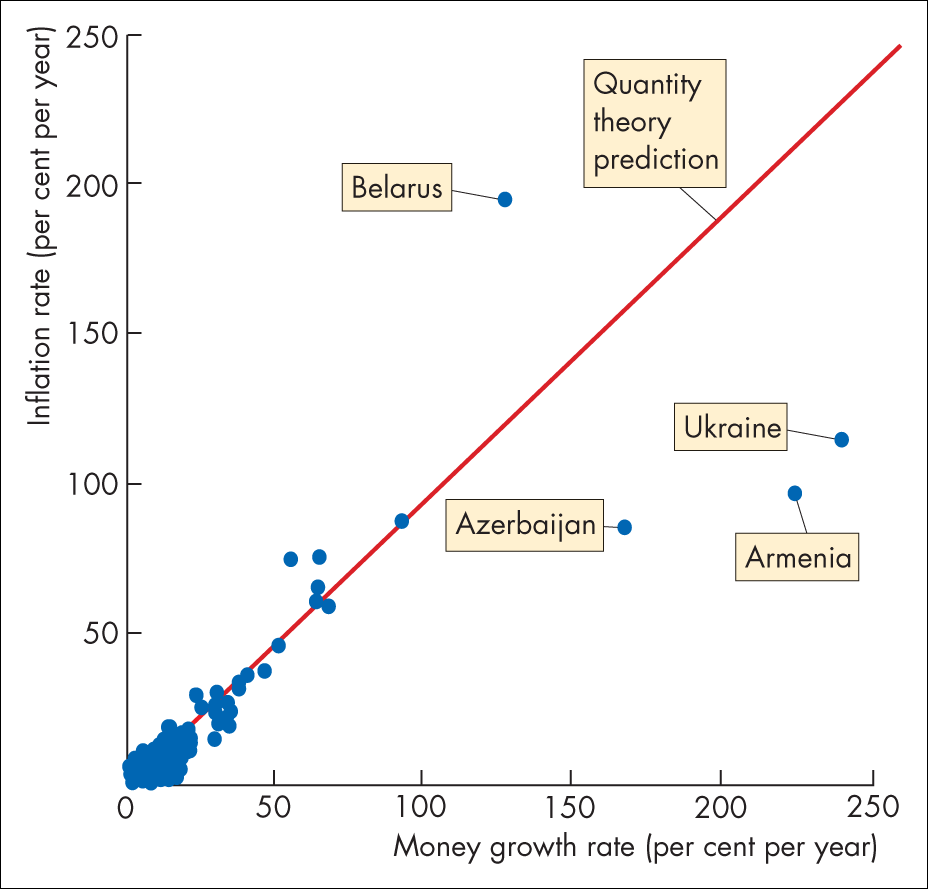 Inflation rate (per cent per year)
250
200
150
100
50
Quantity
theory
prediction
Belarus
Ukraine
Azerbaijan
Armenia
0 50 100 150 200 250
Money growth rate (per cent per year)